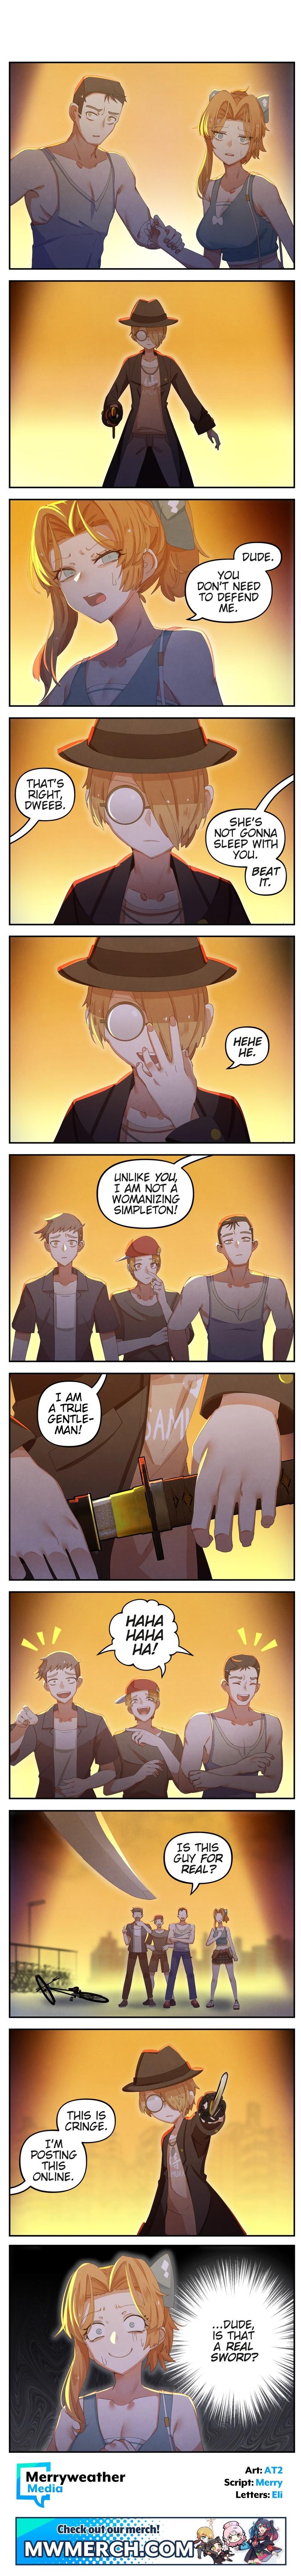 DUDE.
YOU
DON'T NEED
TO DEFEND
ME.
THAT'S
RIGHT,
DWEEB.
SHE'S
NOT GONNA
SLEEP WITH
YOU.
BEAT
IT.
HEHE
HE.
UNLIKE YOU,
I AM NOT A
WOMANIZING
SIMPLETON!
I AM
A TRUE
GENTLE-
MAN!
SAMU
HAHA
HAHA
HA!
IS THIS
GUY FOR
REAL?
THIS IS
CRINGE.
I'M
POSTING
THIS
ONLINE.
...DUDE,
IS THAT
A REAL
SWORD?
Merryweather
Media
Art: AT2
Script: Merry
Letters: Eli
Check out our merch!
MWMERCH.COM